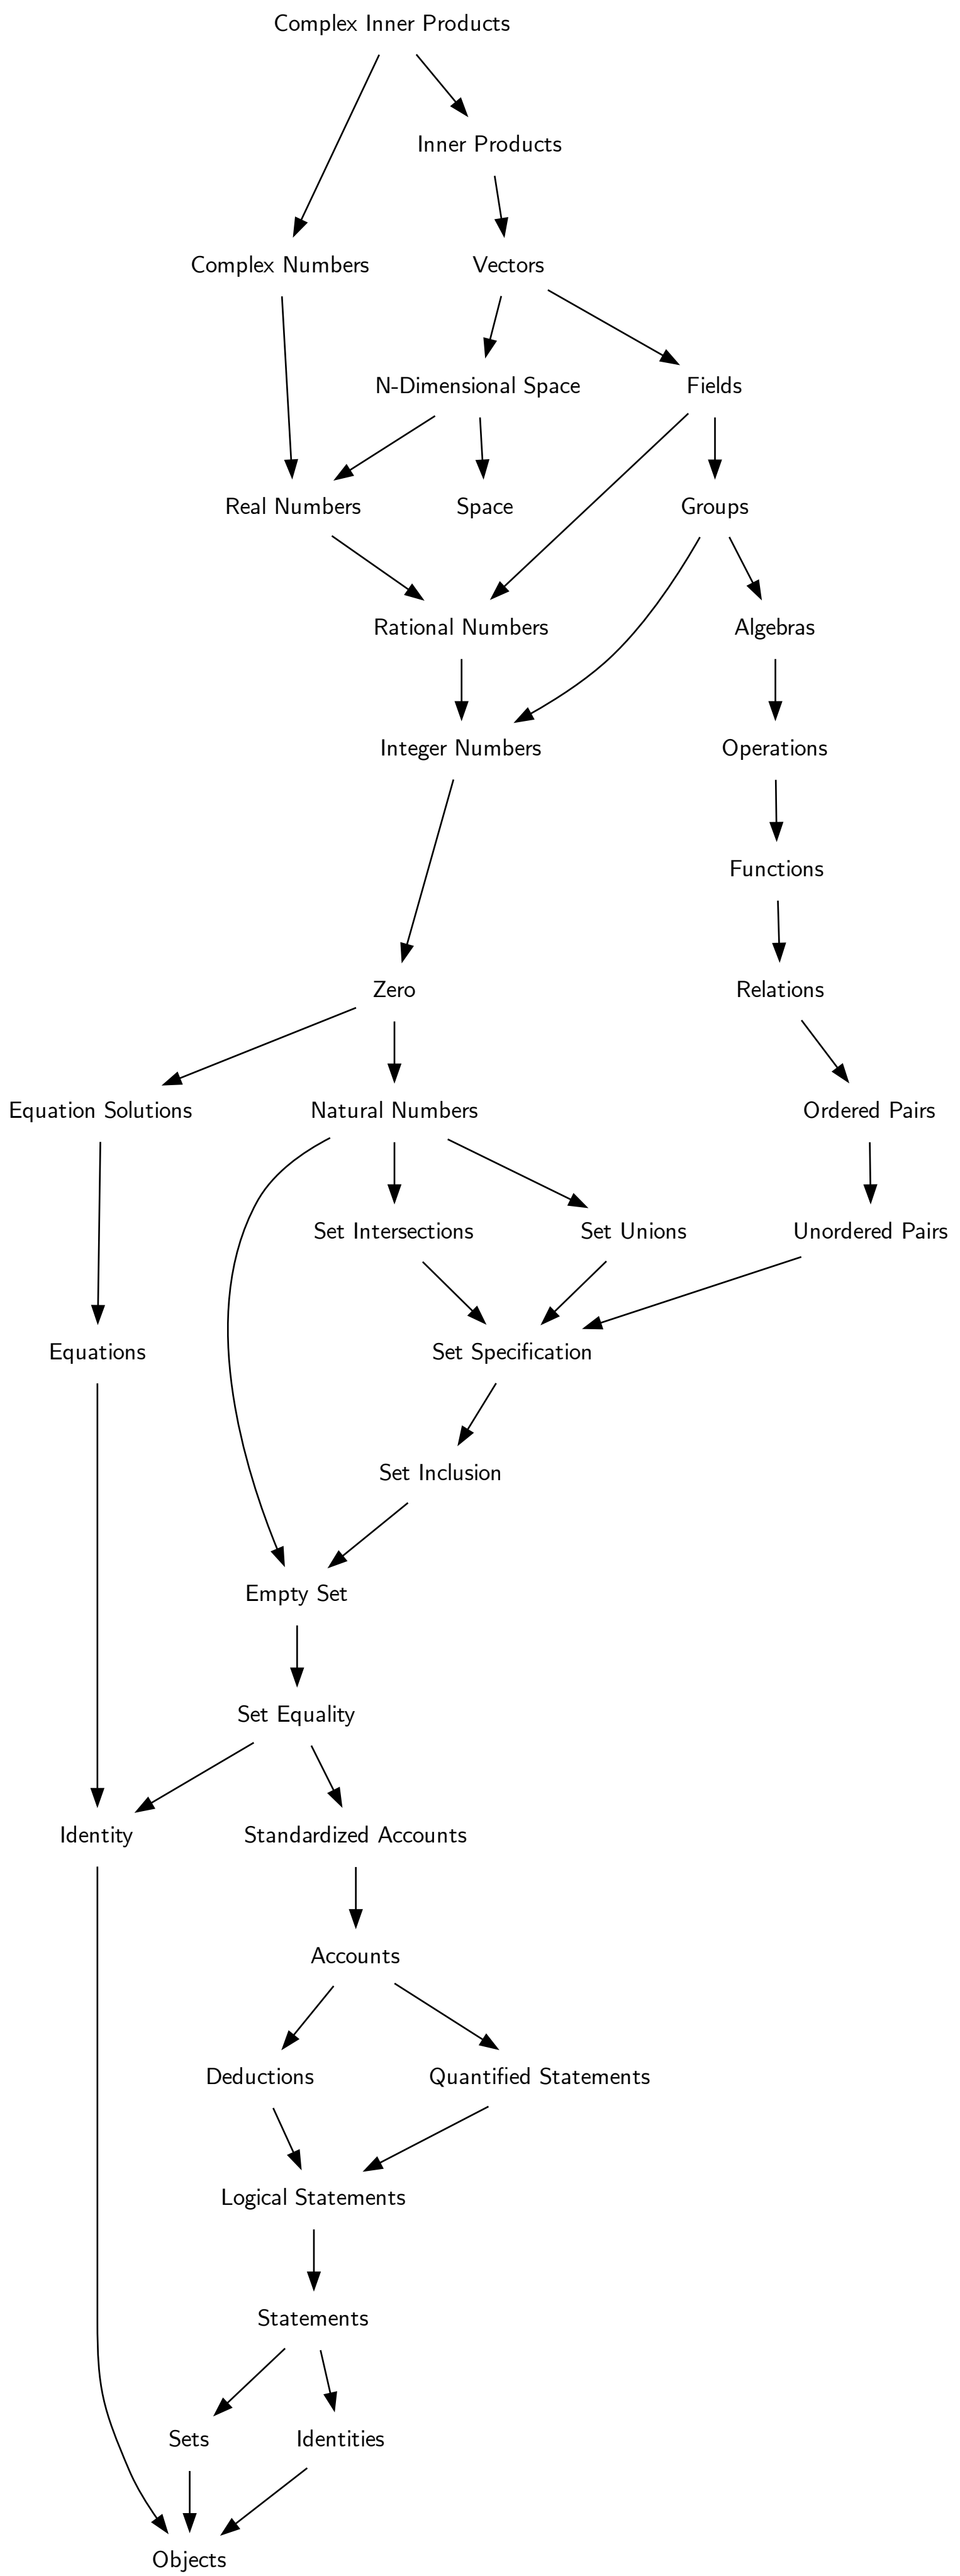 Complex Inner Products
Inner Products
Complex Numbers
Vectors
N-Dimensional Space
Fields
Real Numbers
Space
Groups
Rational Numbers
Algebras
Integer Numbers
Operations
Functions
Zero
Relations
Equation Solutions
Natural Numbers
Ordered Pairs
Set Intersections
Set Unions
Unordered Pairs
Equations
Set Specification
Set Inclusion
Empty Set
Set Equality
Identity
Standardized Accounts
Accounts
Deductions
Quantified Statements
Logical Statements
Statements
Sets
Identities
Objects